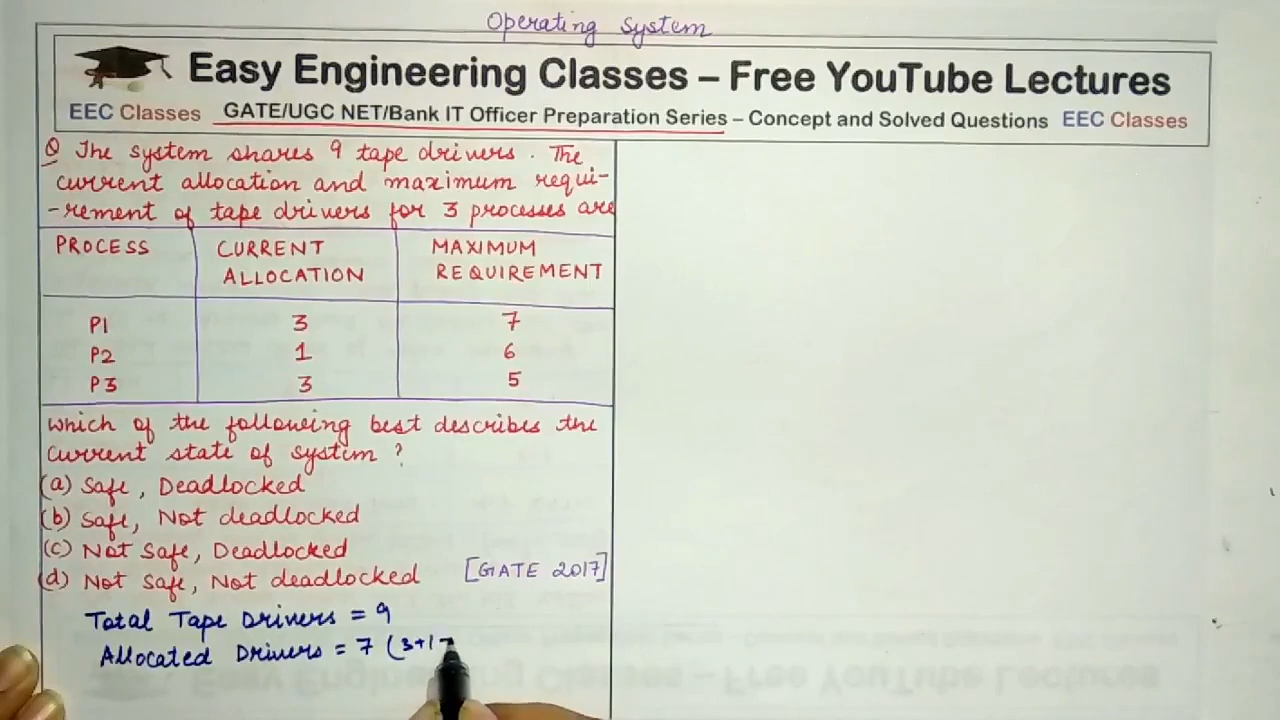 Operating System
Easy Engineering Classes – Free YouTube Lectures
EEC Classes GATE/UGC NET/Bank IT Officer Preparation Series – Concept and Solved Questions EEC Classes
Q The system shares 9 tape drivers. The
current allocation and maximum requi-
-rement of tape drivers for 3 processes are
PROCESS CURRENT ALLOCATION MAXIMUM REQUIREMENT
P1 3 7
P2 1 6
P3 3 5
which of the following best describes the
current state of system ?
(a) Safe, Deadlocked
(b) Safe, Not deadlocked
(c) Not Safe, Deadlocked
(d) Not Safe, Not deadlocked [GATE 2017]
Total Tape Drivers = 9
Allocated Drivers = 7 (3+1